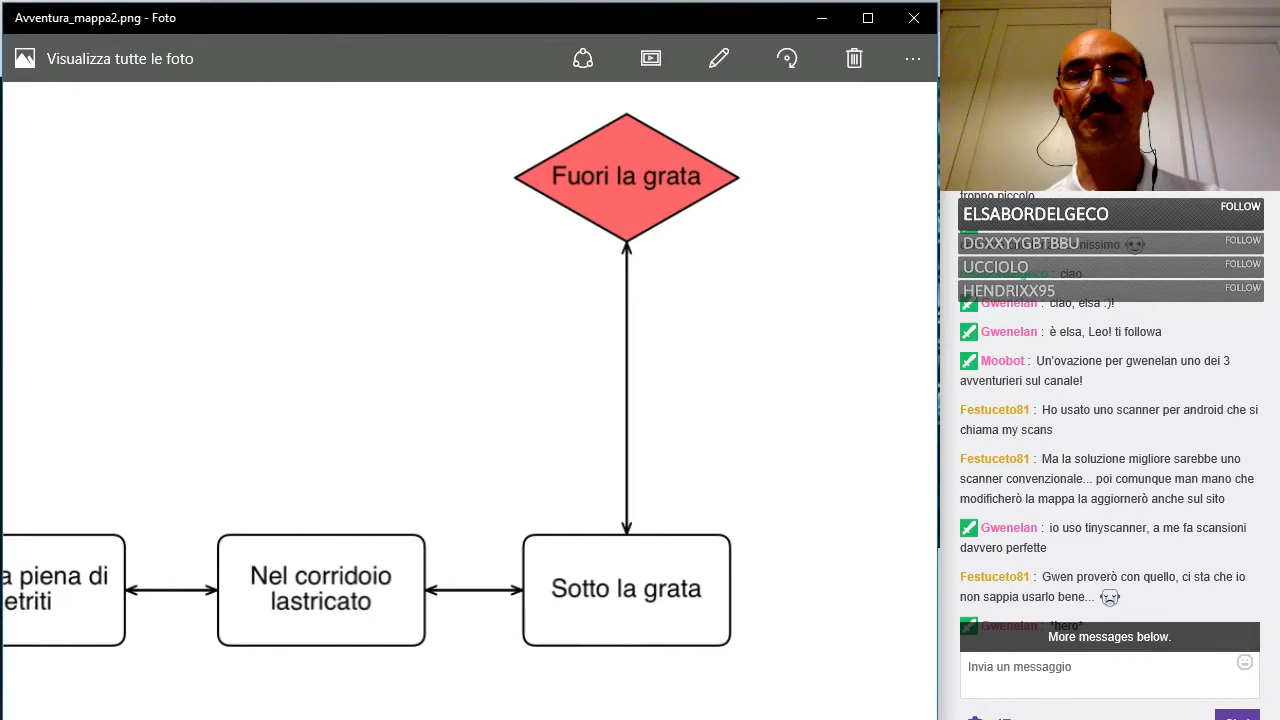 Avventura_mappa2.png - Foto
Visualizza tutte le foto
Fuori la grata
a piena di
etriti
Nel corridoio
lastricato
Sotto la grata
troppo piccolo
ELSABORDELGECO FOLLOW
DGXXYYGBTBBU FOLLOW
UCCIOLO FOLLOW
: ciao
HENDRIXX95 FOLLOW
Gwenelan : ciao, elsa :)!
Gwenelan : è elsa, Leo! ti followa
Moobot : Un'ovazione per gwenelan uno dei 3
avventurieri sul canale!
Festuceto81 : Ho usato uno scanner per android che si
chiama my scans
Festuceto81 : Ma la soluzione migliore sarebbe uno
scanner convenzionale... poi comunque man mano che
modificherò la mappa la aggiornerò anche sul sito
Gwenelan : io uso tinyscanner, a me fa scansioni
davvero perfette
Festuceto81 : Gwen proverò con quello, ci sta che io
non sappia usarlo bene...
Gwenelan : *hero*
More messages below.
Invia un messaggio